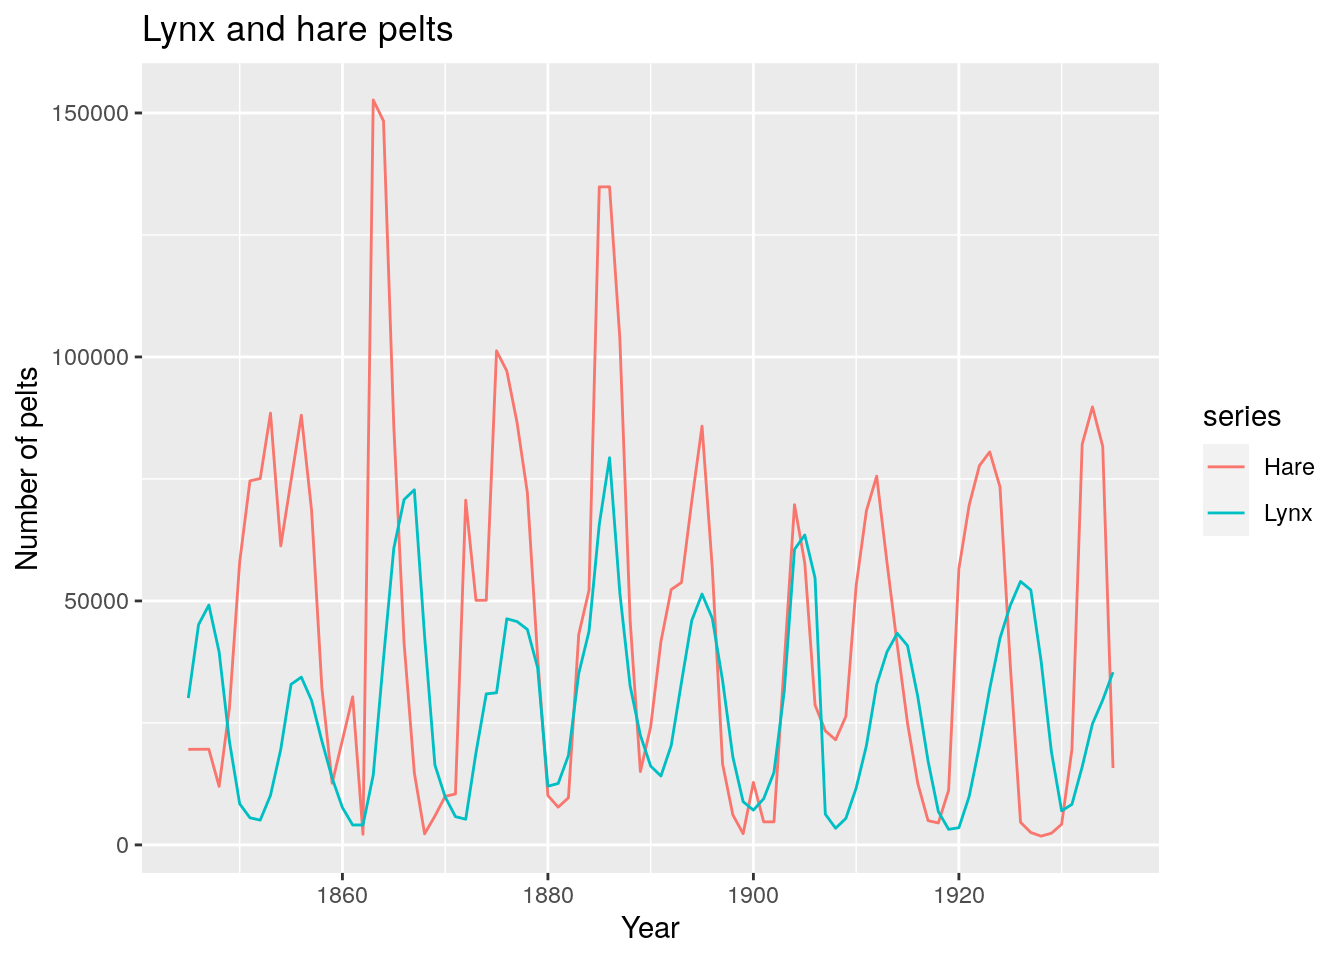 Lynx and hare pelts
150000
100000
50000
0
Number of pelts
1860 1880 1900 1920
Year
series
Hare
Lynx